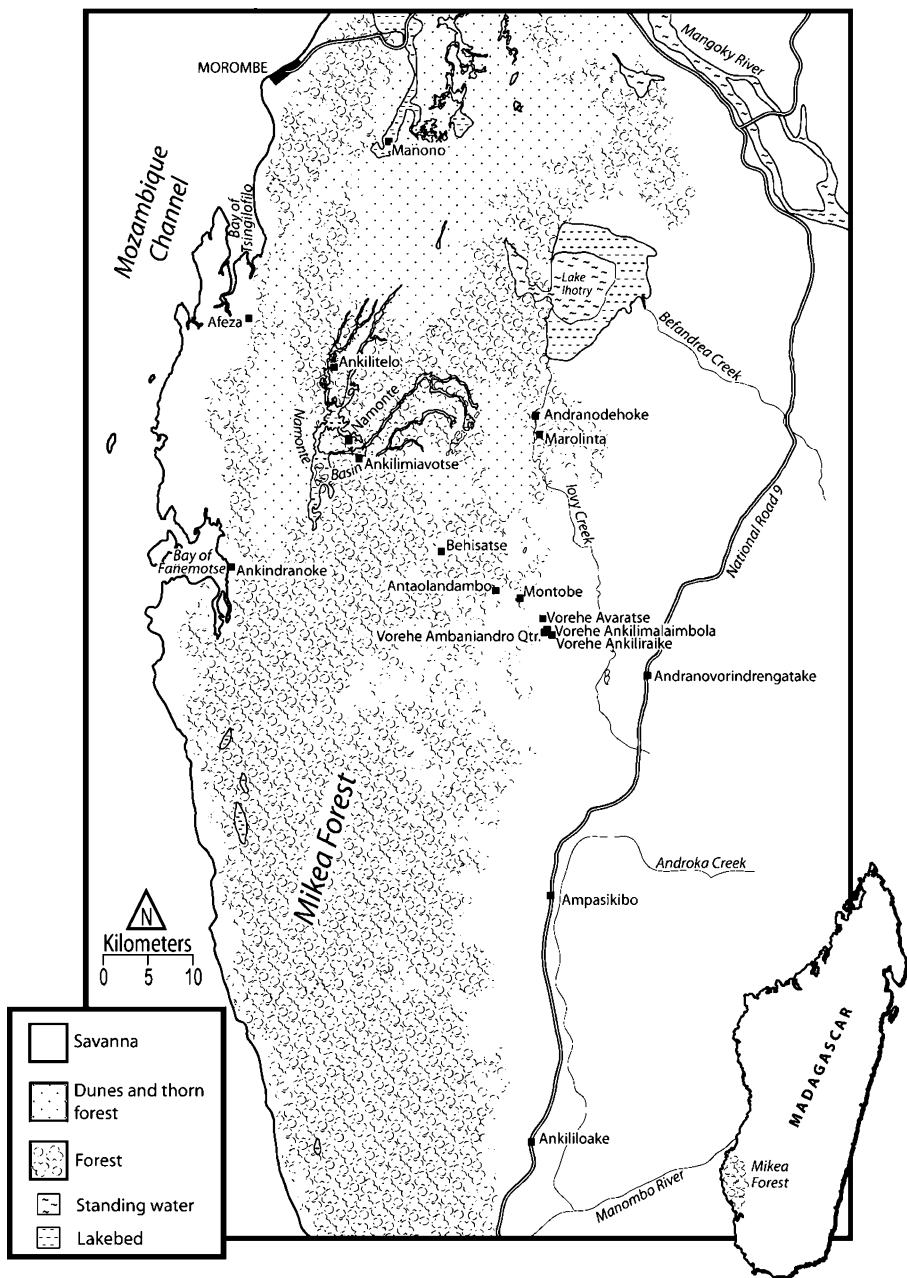 Mangoky River
MOROMBE
Manono
Mozambique
Channel
Bay of
Tsingilofilo
Lake
Ihotry
Afeza
Befandrea Creek
Ankilitelo
Namonte
Andranodehoke
Marolinta
Namonte
Basin
Ankilimiavotse
Iovy Creek
National Road 9
Behisatse
Bay of
Fanemotse
Ankindranoke
Antaolandambo
Montobe
Vorehe Avaratse
Vorehe Ankilimalaimbola
Vorehe Ambaniandro Qtr.
Vorehe Ankiliraike
Andranovorindrengatake
Mikea Forest
Androka Creek
Ampasikibo
N
Kilometers
0 5 10
Savanna
Dunes and thorn
forest
Forest
Standing water
Lakebed
MADAGASCAR
Ankililoake
Mikea
Forest
Manombo River